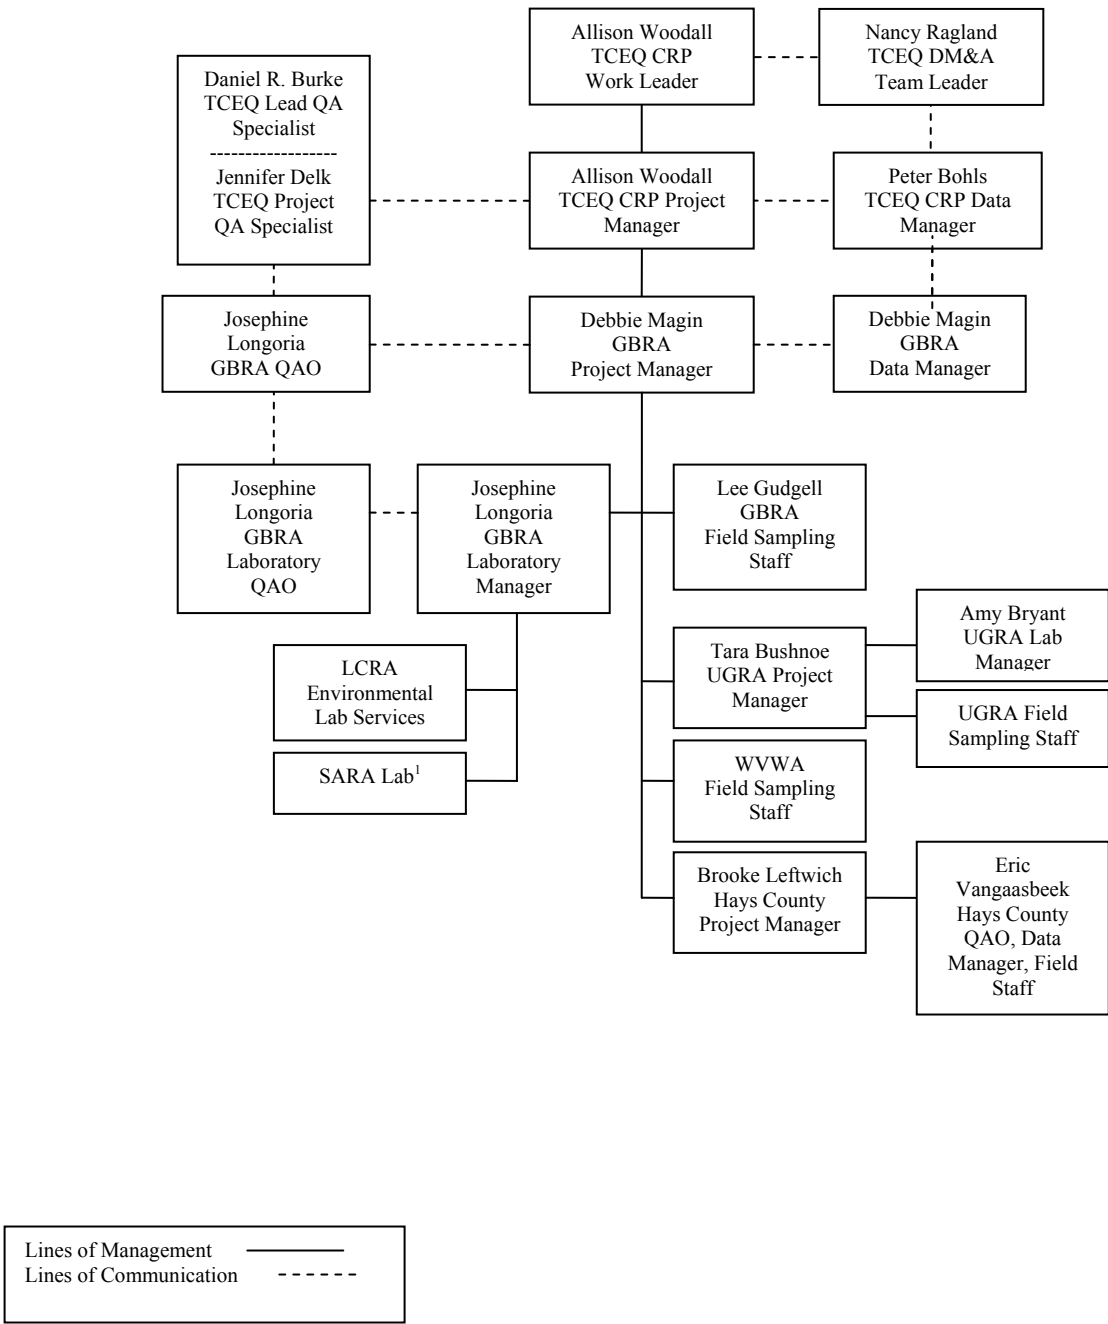 Allison Woodall
TCEQ CRP
Work Leader
Nancy Ragland
TCEQ DM&A
Team Leader
Daniel R. Burke
TCEQ Lead QA
Specialist
------------------
Jennifer Delk
TCEQ Project
QA Specialist
Allison Woodall
TCEQ CRP Project
Manager
Peter Bohls
TCEQ CRP Data
Manager
Josephine
Longoria
GBRA QAO
Debbie Magin
GBRA
Project Manager
Debbie Magin
GBRA
Data Manager
Josephine
Longoria
GBRA
Laboratory
QAO
Josephine
Longoria
GBRA
Laboratory
Manager
Lee Gudgell
GBRA
Field Sampling
Staff
LCRA
Environmental
Lab Services
SARA Lab¹
Tara Bushnoe
UGRA Project
Manager
Amy Bryant
UGRA Lab
Manager
UGRA Field
Sampling Staff
WVWA
Field Sampling
Staff
Brooke Leftwich
Hays County
Project Manager
Eric
Vangaasbeek
Hays County
QAO, Data
Manager, Field
Staff
Lines of Management
Lines of Communication